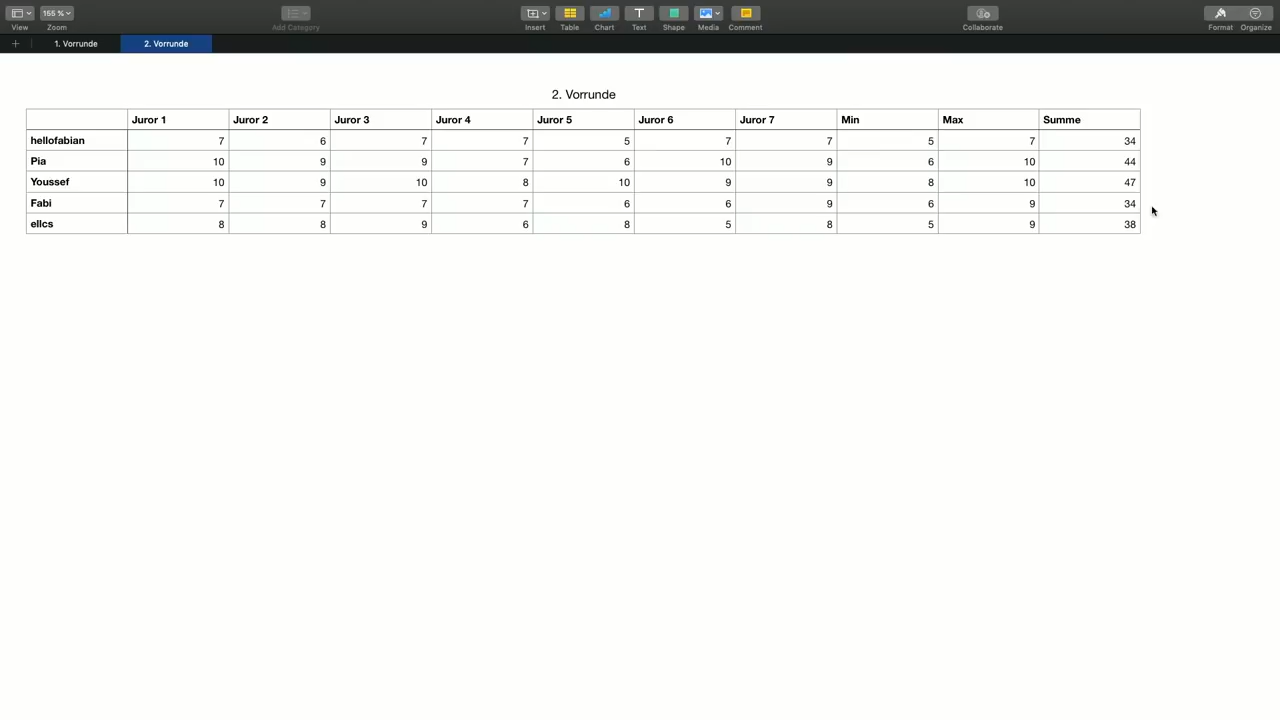 155 %
View Zoom Add Category Insert Table Chart Text Shape Media Comment Collaborate Format Organize
1. Vorrunde 2. Vorrunde
2. Vorrunde
Juror 1 Juror 2 Juror 3 Juror 4 Juror 5 Juror 6 Juror 7 Min Max Summe
hellofabian 7 6 7 7 5 7 7 5 7 34
Pia 10 9 9 7 6 10 9 6 10 44
Youssef 10 9 10 8 10 9 9 8 10 47
Fabi 7 7 7 7 6 6 9 6 9 34
ellcs 8 8 9 6 8 5 8 5 9 38